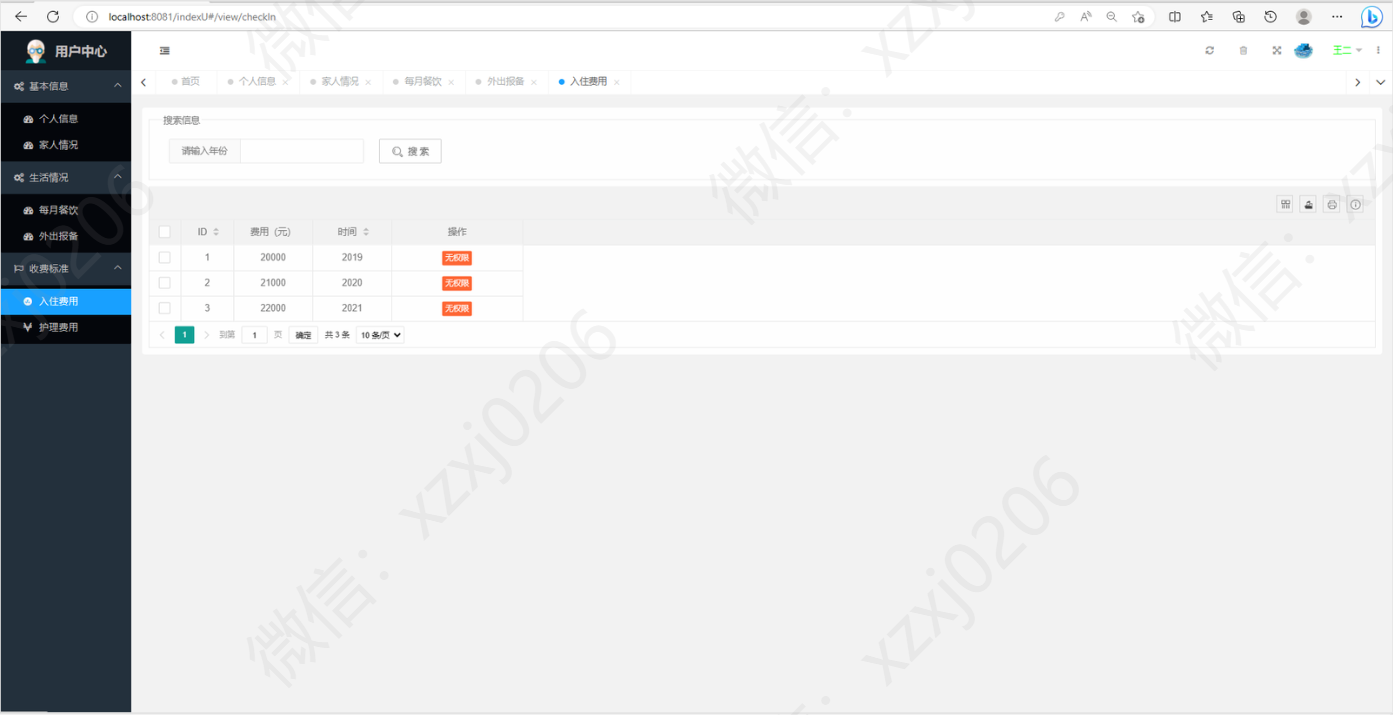 localhost:8081/indexU#/view/checkIn
用户中心
王二
基本信息
个人信息
家人情况
生活情况
每月餐饮
外出报备
收费标准
入住费用
护理费用
首页 个人信息 家人情况 每月餐饮 外出报备 入住费用
搜索信息
请输入年份 搜 索
ID 费用（元） 时间 操作
1 20000 2019 无权限
2 21000 2020 无权限
3 22000 2021 无权限
1 到第 1 页 确定 共 3 条 10 条/页
微信：xzxj0206
微信：xzxj0206